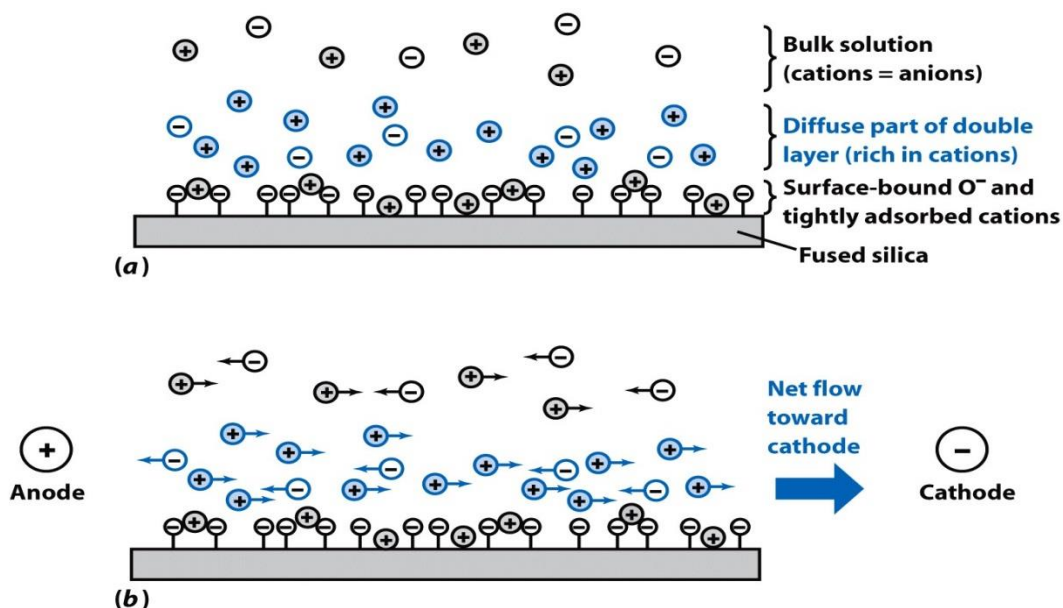 Bulk solution
(cations = anions)
Diffuse part of double
layer (rich in cations)
Surface-bound O⁻ and
tightly adsorbed cations
Fused silica
(a)
Net flow
toward
cathode
+
Anode
-
Cathode
(b)